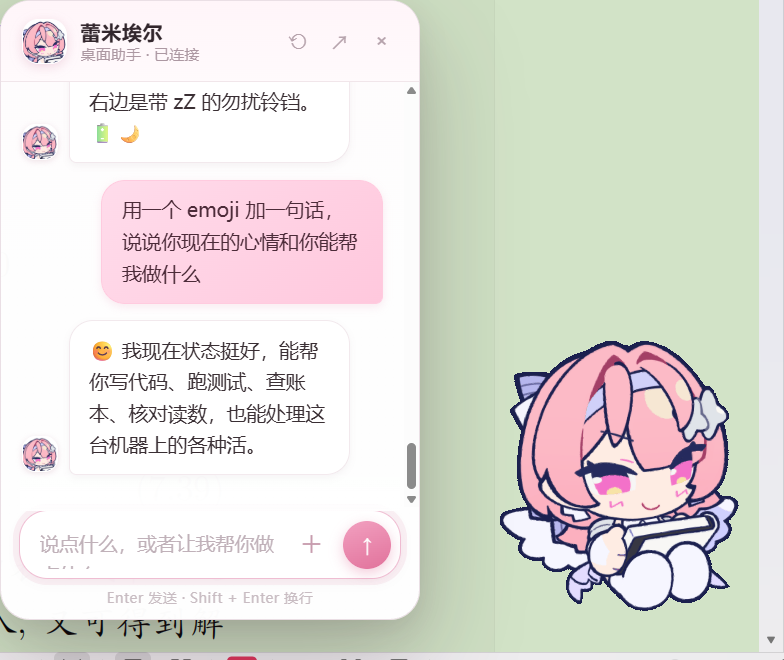 蕾米埃尔
桌面助手 · 已连接
右边是带 zZ 的勿扰铃铛。
🔋 🌙
用一个 emoji 加一句话，
说说你现在的心情和你能帮
我做什么
😊 我现在状态挺好，能帮
你写代码、跑测试、查账
本、核对读数，也能处理这
台机器上的各种活。
说点什么，或者让我帮你做
Enter 发送 · Shift + Enter 换行
又可得到解